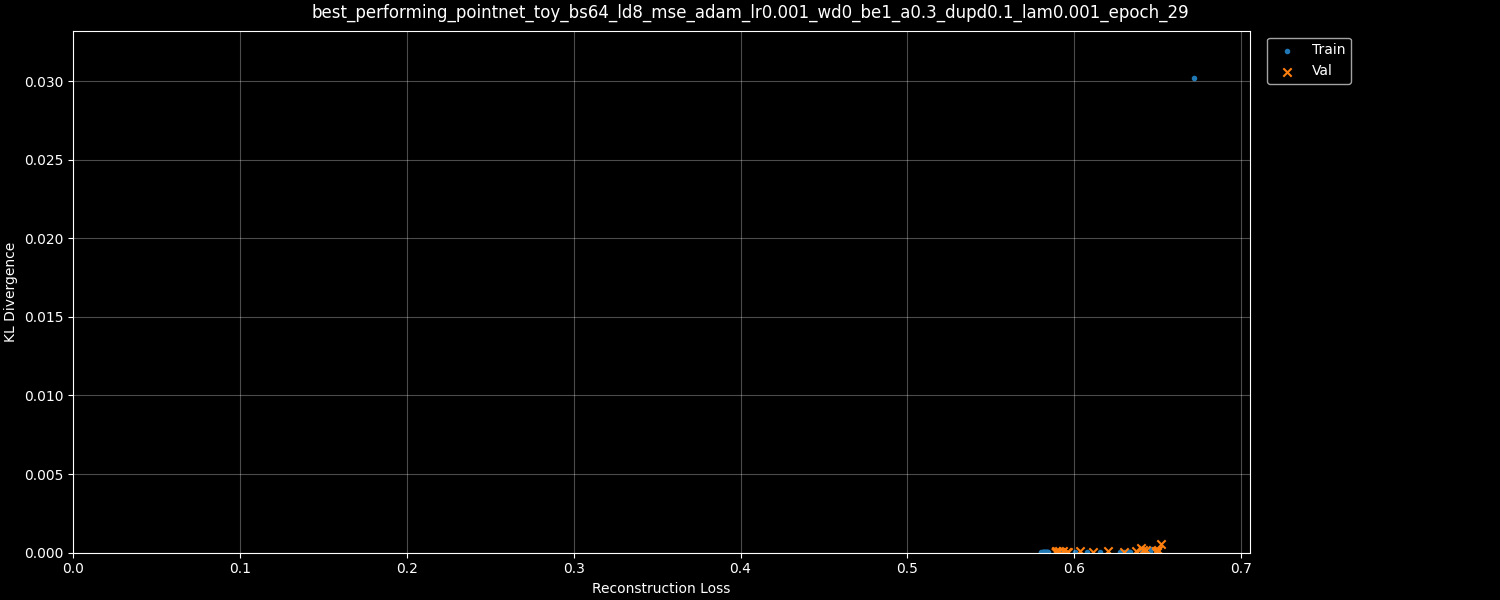 best_performing_pointnet_toy_bs64_ld8_mse_adam_lr0.001_wd0_be1_a0.3_dupd0.1_lam0.001_epoch_29
Train
Val
0.030
0.025
0.020
0.015
0.010
0.005
0.000
KL Divergence
0.0 0.1 0.2 0.3 0.4 0.5 0.6 0.7
Reconstruction Loss